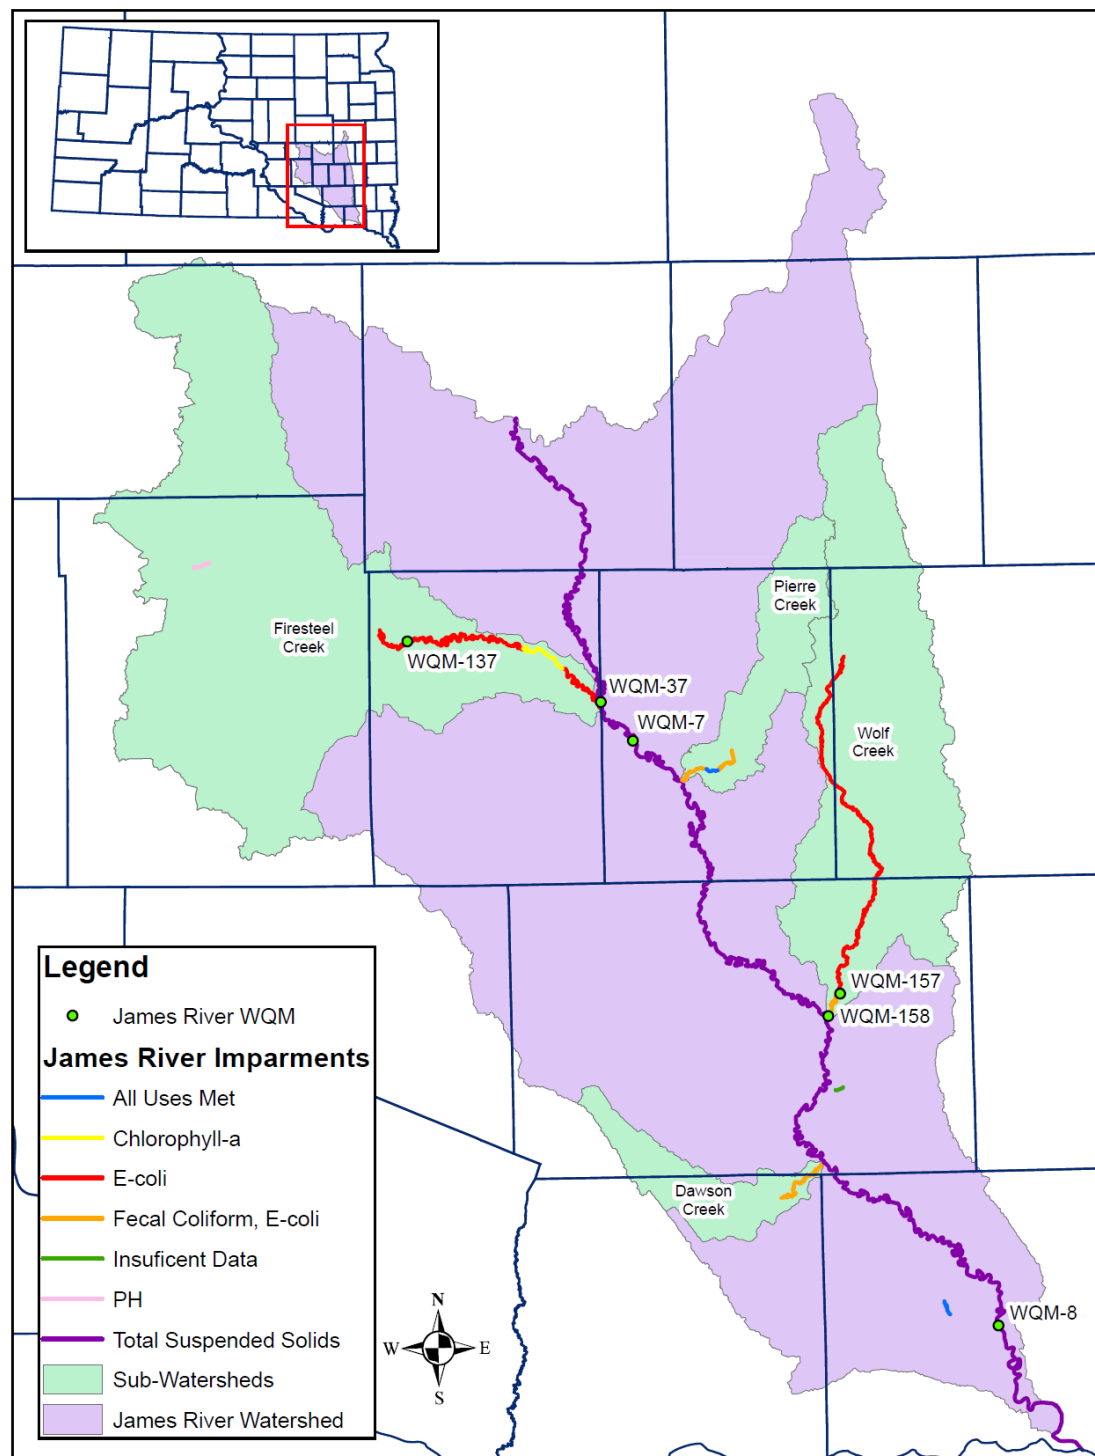 Pierre
Creek
Firesteel
Creek
WQM-137
WQM-37
WQM-7
Wolf
Creek
WQM-157
WQM-158
Dawson
Creek
WQM-8
Legend
James River WQM
James River Imparments
All Uses Met
Chlorophyll-a
E-coli
Fecal Coliform, E-coli
Insuficent Data
PH
Total Suspended Solids
Sub-Watersheds
James River Watershed
N
W
E
S